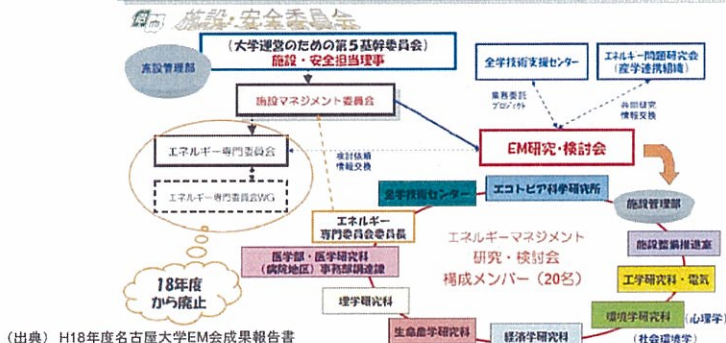 施設・安全委員会
(大学運営のための第5基幹委員会)
施設・安全担当理事
施設管理部
施設マネジメント委員会
全学技術支援センター
エネルギー問題研究会
(産学連携組織)
業務委託
プロジェクト
共同研究
情報交換
エネルギー専門委員会
検討依頼
情報交換
EM研究・検討会
エネルギー専門委員会WG
全学技術センター
エコトピア科学研究所
施設管理部
エネルギー
専門委員会委員長
エネルギーマネジメント
研究・検討会
構成メンバー(20名)
施設整備推進室
医学部・医学研究科
(病院地区)事務部調達課
工学研究科・電気
18年度
から廃止
理学研究科
環境学研究科
(心理学)
(社会環境学)
生命農学研究科
経済学研究科
(出典) H18年度名古屋大学EM会成果報告書